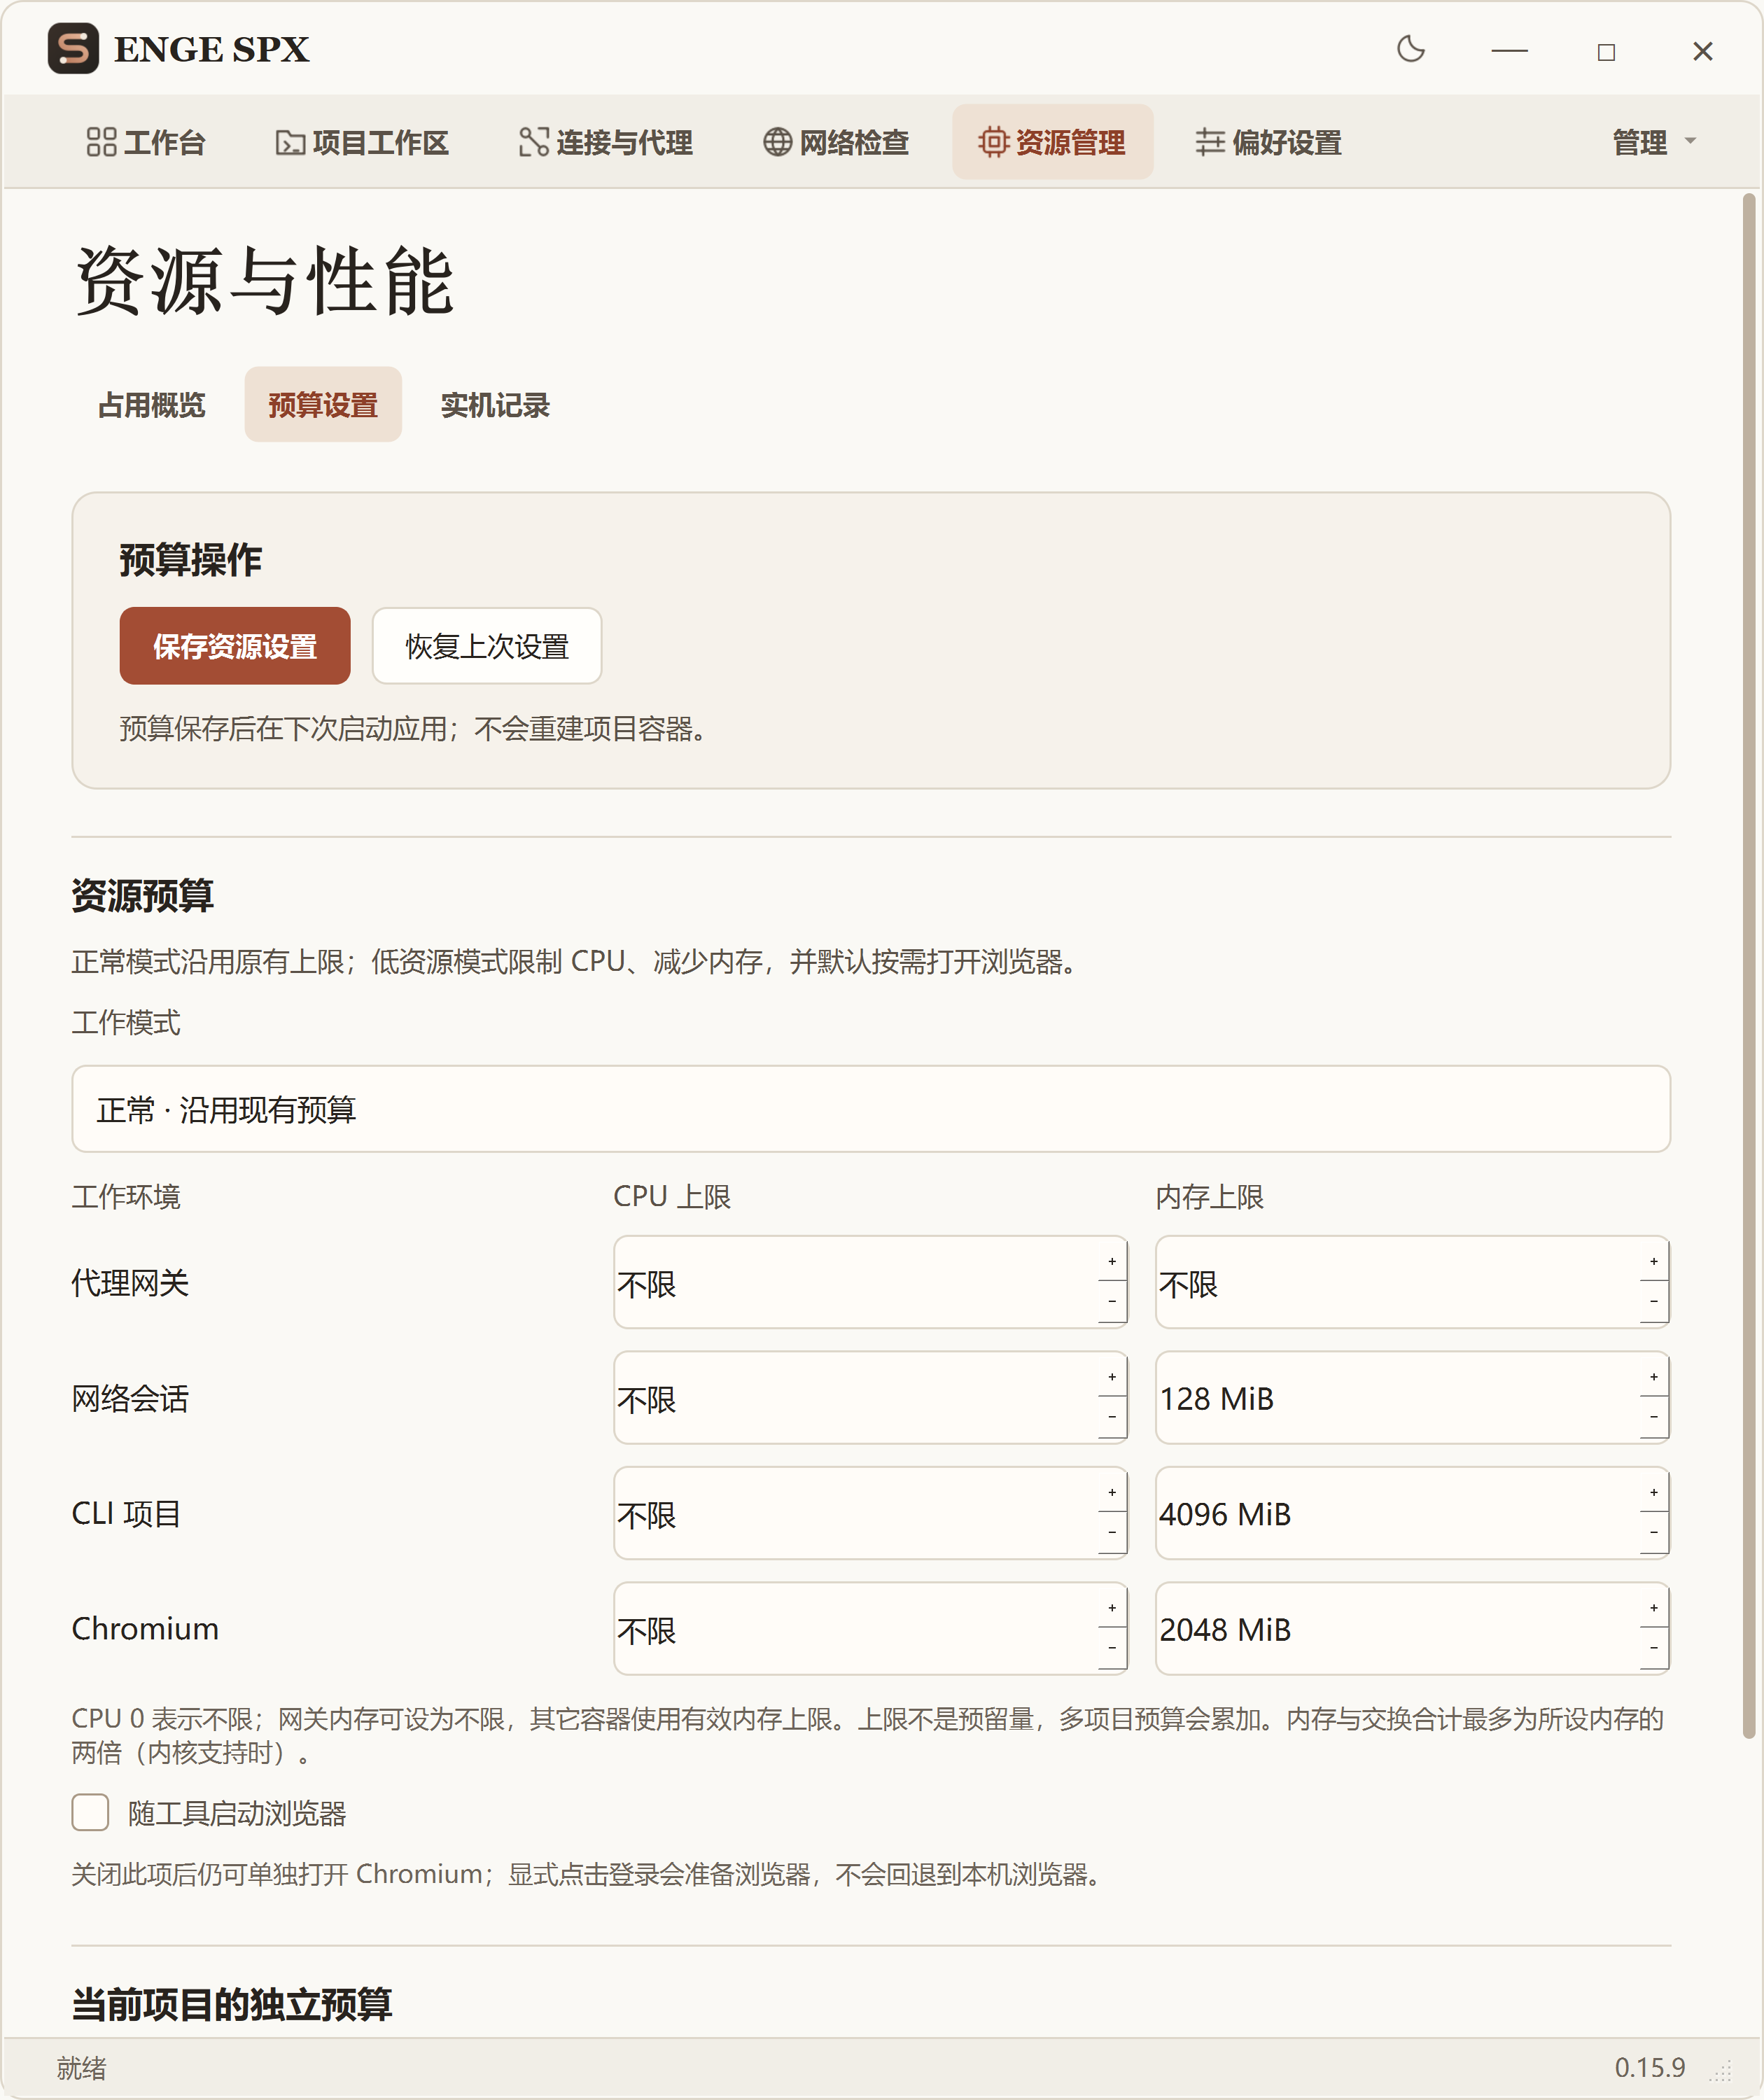 ENGE SPX
工作台 项目工作区 连接与代理 网络检查 资源管理 偏好设置 管理
资源与性能
占用概览 预算设置 实机记录
预算操作
保存资源设置 恢复上次设置
预算保存后在下次启动应用；不会重建项目容器。
资源预算
正常模式沿用原有上限；低资源模式限制 CPU、减少内存，并默认按需打开浏览器。
工作模式
正常 · 沿用现有预算
工作环境 CPU 上限 内存上限
代理网关 不限 + - 不限 + -
网络会话 不限 + - 128 MiB + -
CLI 项目 不限 + - 4096 MiB + -
Chromium 不限 + - 2048 MiB + -
CPU 0 表示不限；网关内存可设为不限，其它容器使用有效内存上限。上限不是预留量，多项目预算会累加。内存与交换合计最多为所设内存的
两倍（内核支持时）。
随工具启动浏览器
关闭此项后仍可单独打开 Chromium；显式点击登录会准备浏览器，不会回退到本机浏览器。
当前项目的独立预算
就绪 0.15.9